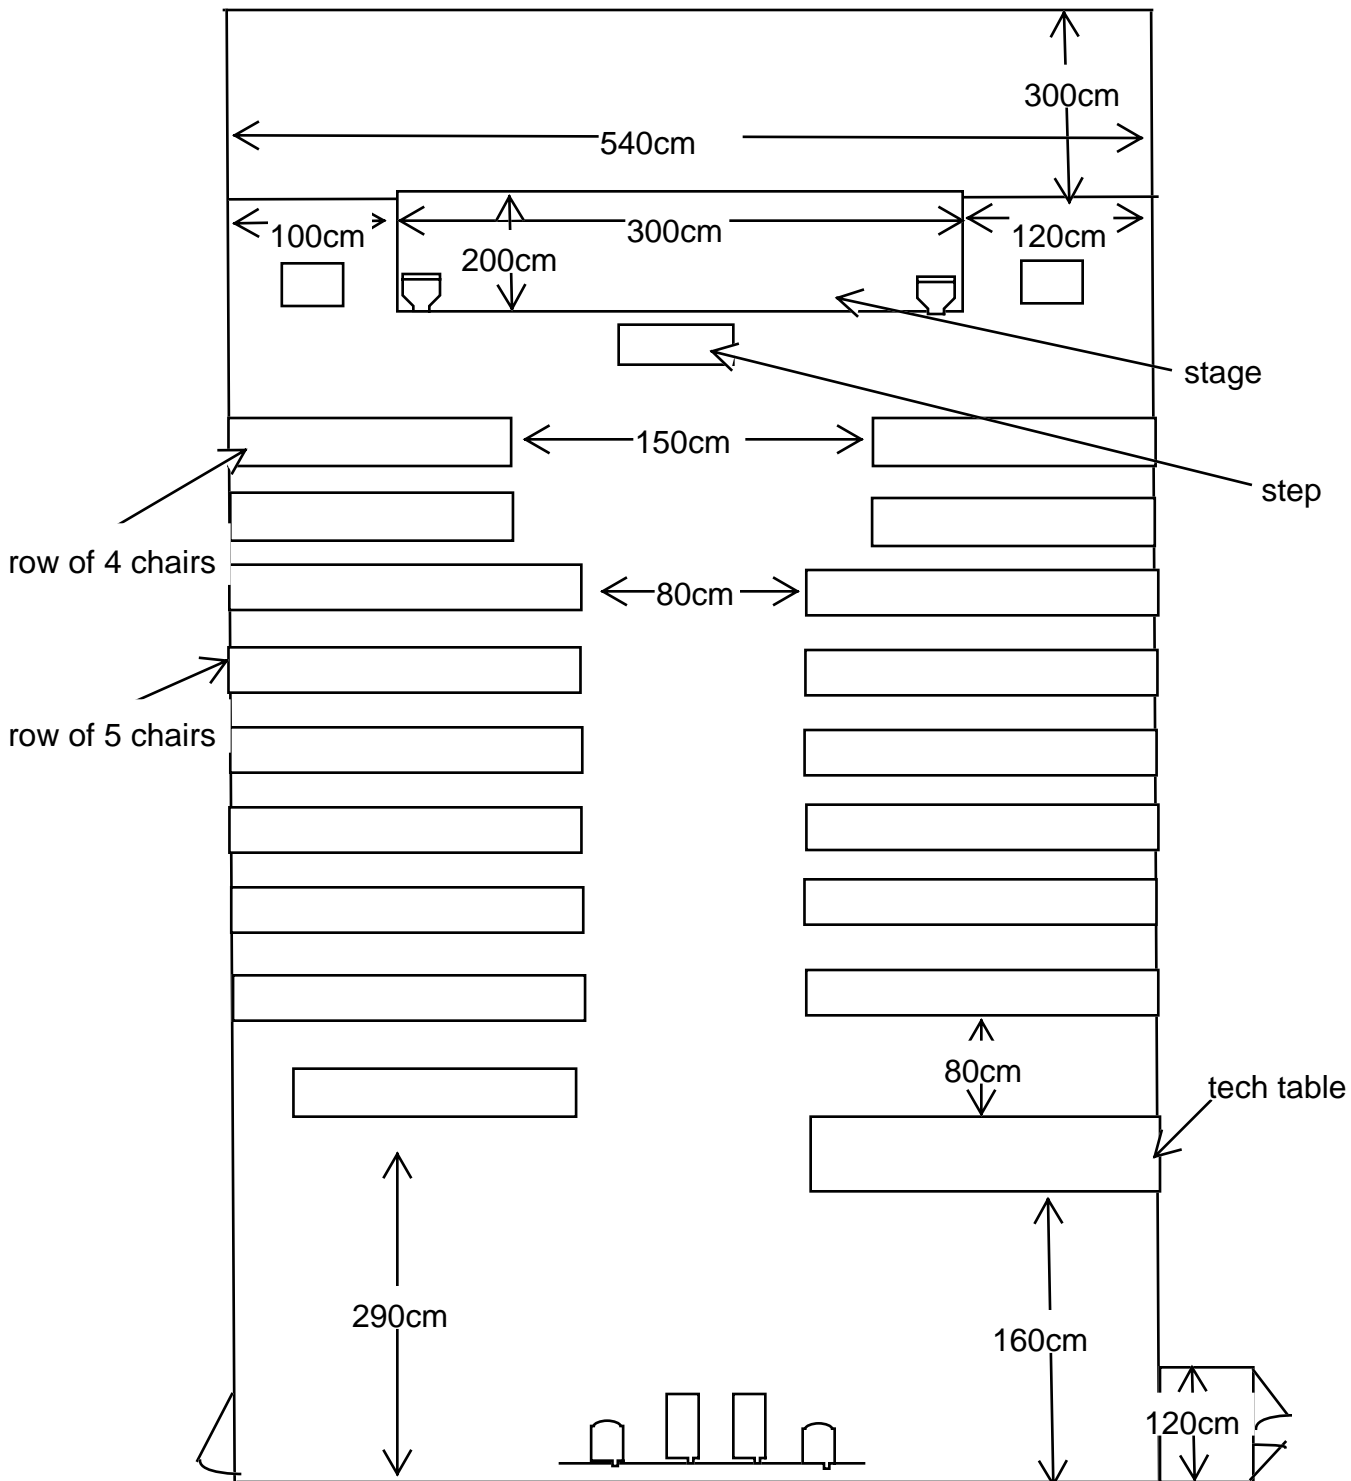 300cm
540cm
100cm
300cm
120cm
200cm
stage
150cm
step
row of 4 chairs
80cm
row of 5 chairs
80cm
tech table
290cm
160cm
120cm